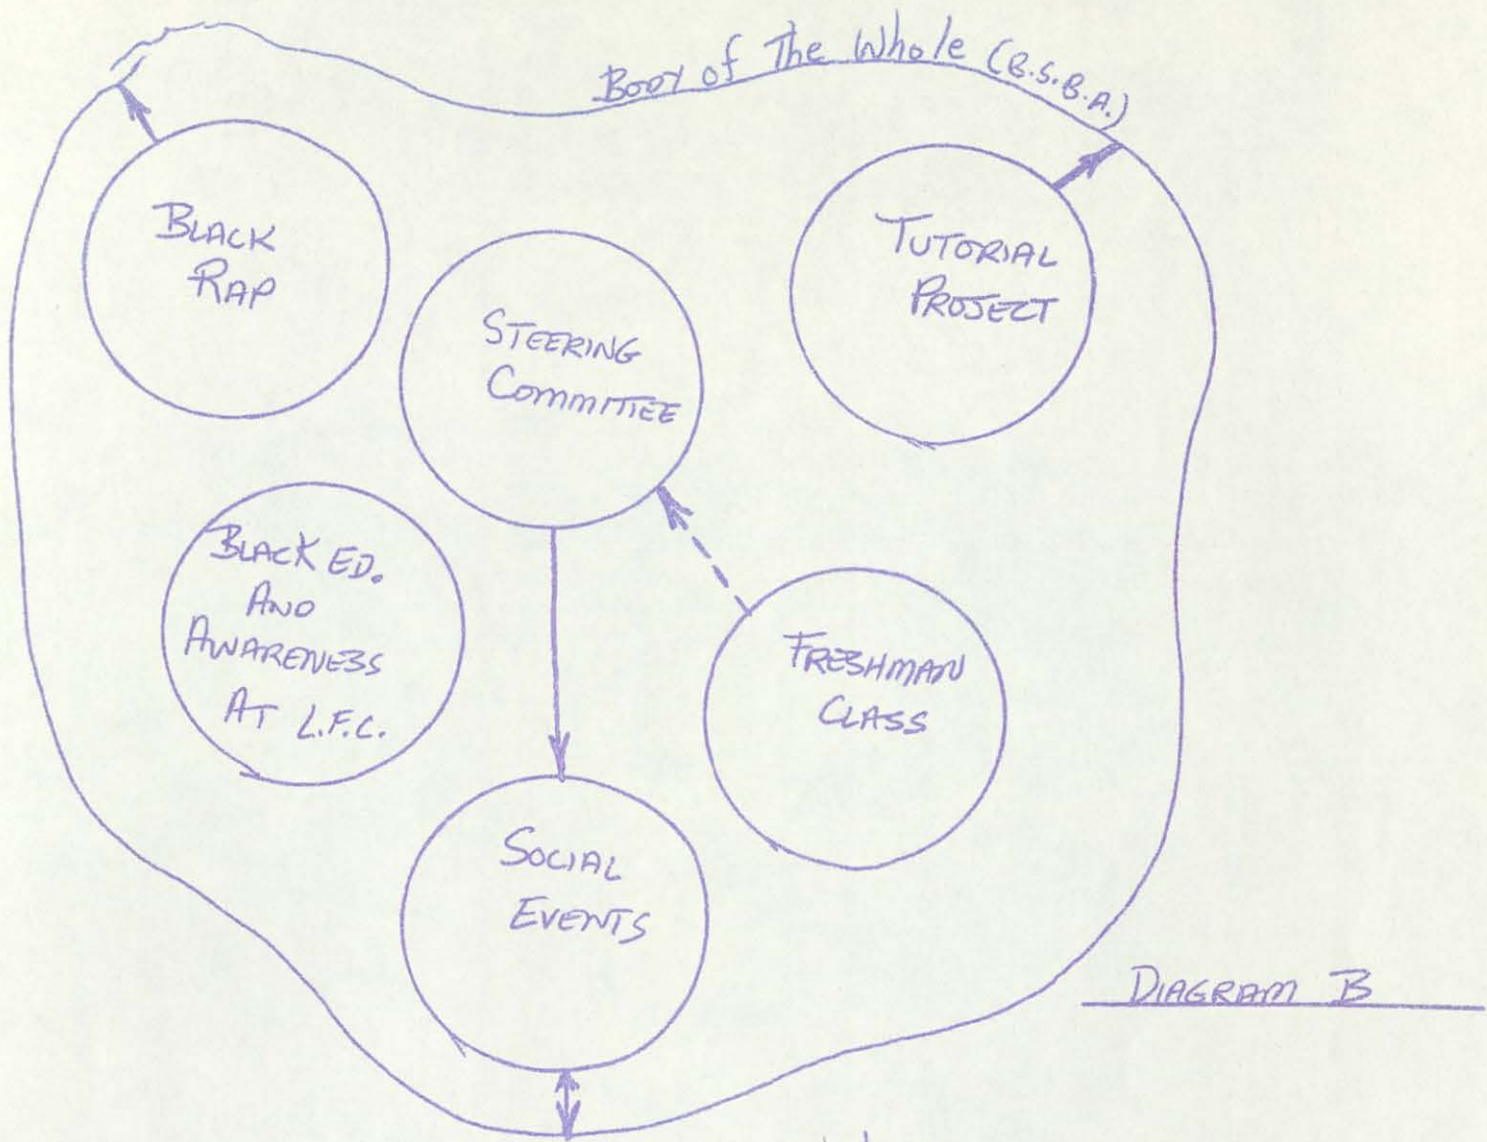 Body of The Whole (B.S.B.A.)
BLACK
RAP
TUTORIAL
PROJECT
STEERING
COMMITTEE
BLACK ED.
AND
AWARENESS
AT L.F.C.
FRESHMAN
CLASS
SOCIAL
EVENTS
DIAGRAM B